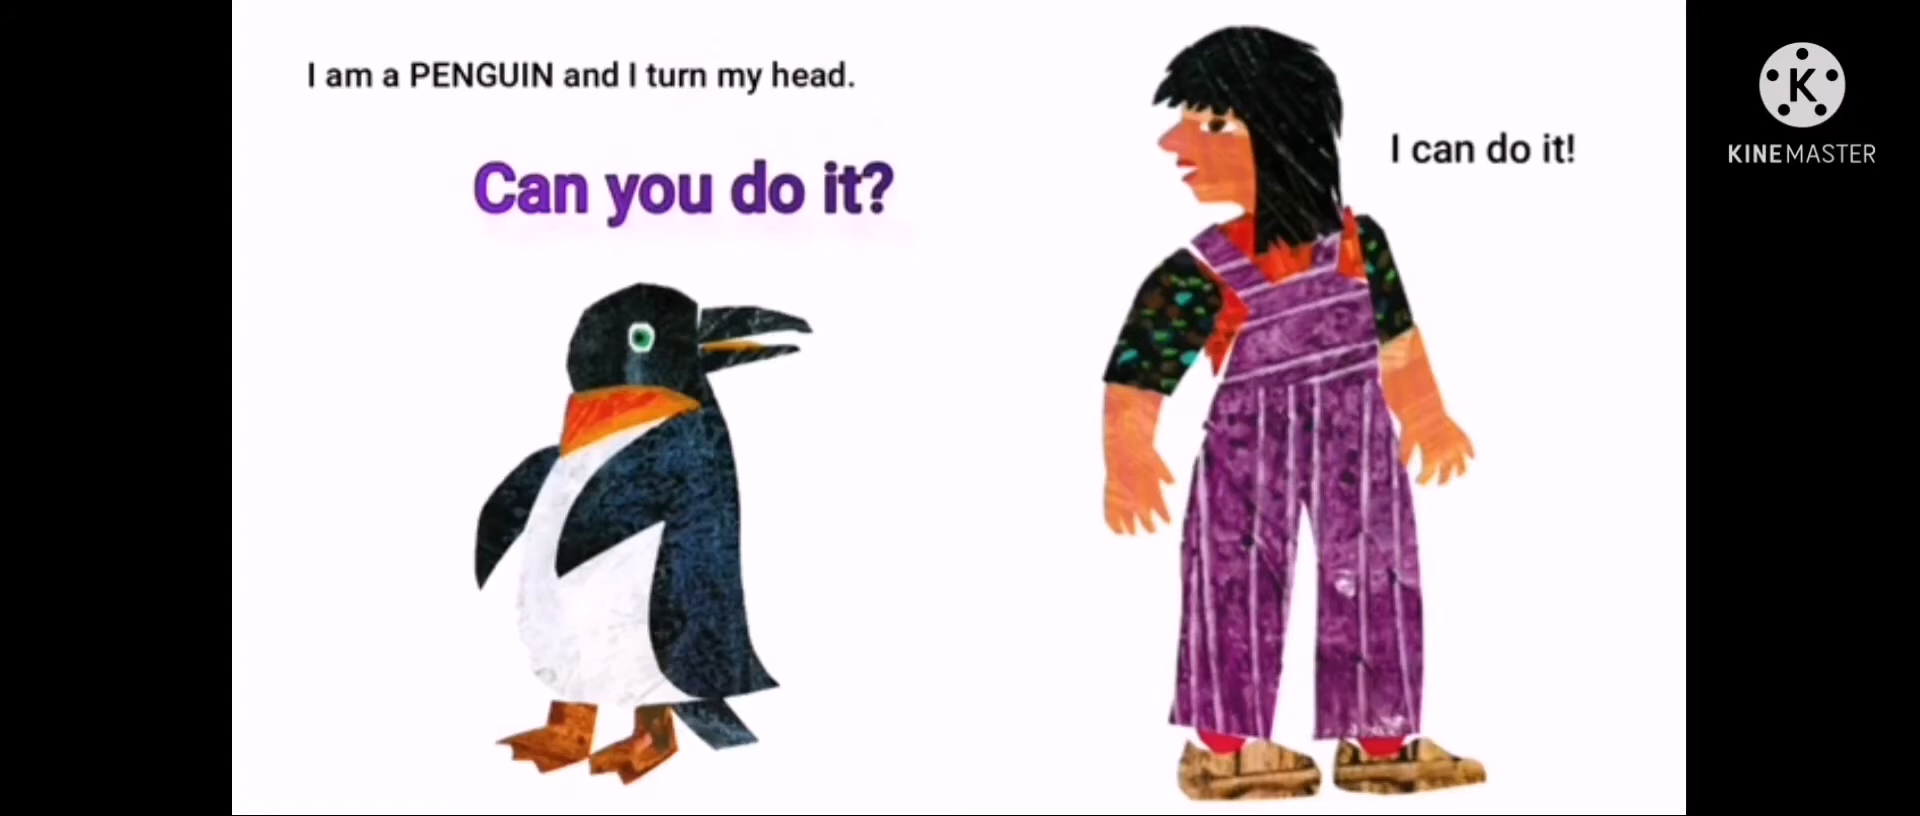 I am a PENGUIN and I turn my head.
Can you do it?
I can do it!
K
KINEMASTER